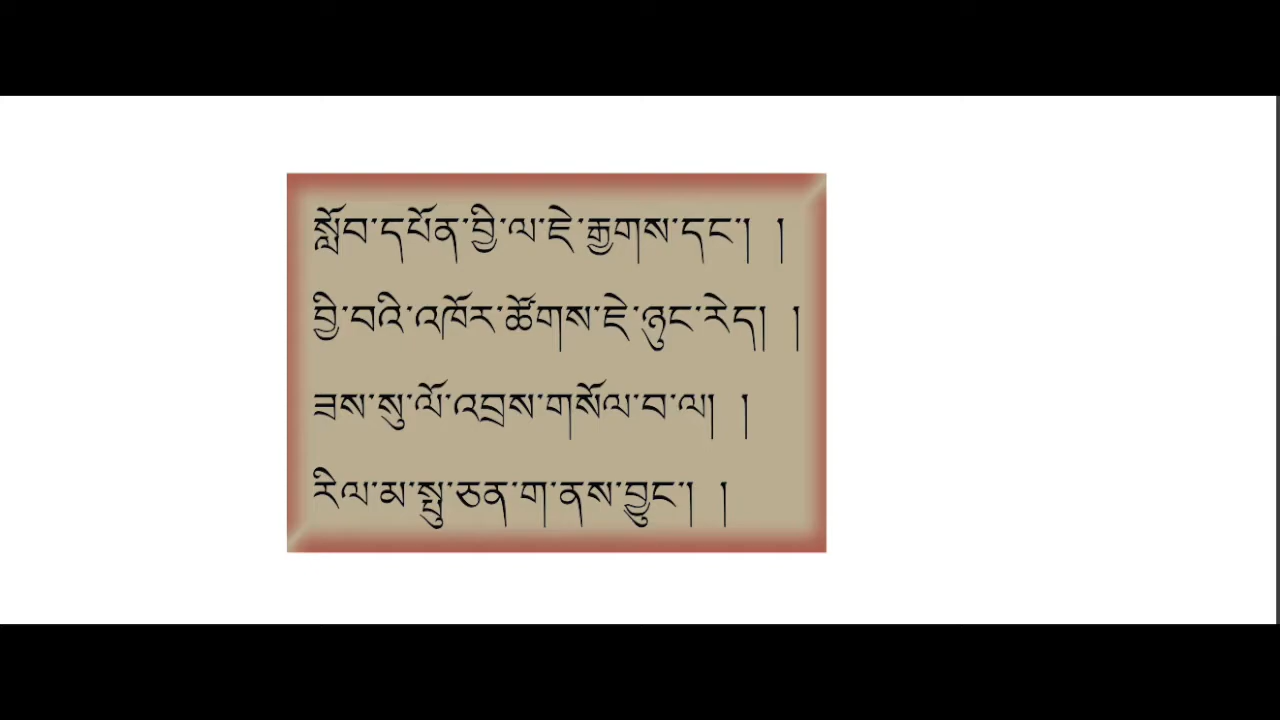 སློབ་དཔོན་བྱི་ལ་ཇེ་རྒྱགས་དང་། །
བྱི་བའི་འཁོར་ཚོགས་ཇེ་ཉུང་རེད། །
ཟས་སུ་ལོ་འབྲས་གསོལ་བ་ལ། །
རིལ་མ་སྤུ་ཅན་ག་ནས་བྱུང་། །